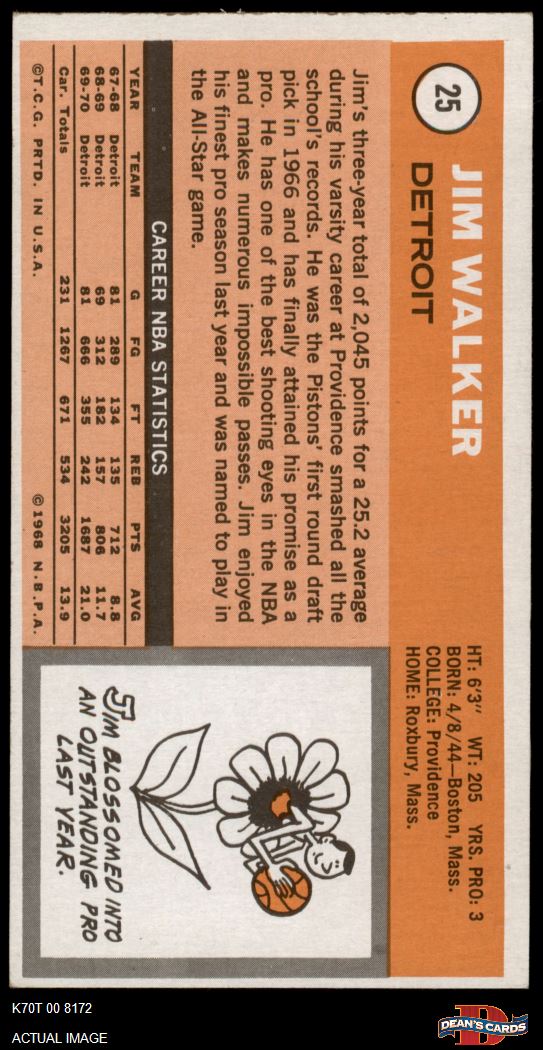 25
JIM WALKER
DETROIT
HT: 6'3" WT: 205 YRS. PRO: 3
BORN: 4/8/44—Boston, Mass.
COLLEGE: Providence
HOME: Roxbury, Mass.
Jim's three-year total of 2,045 points for a 25.2 average
during his varsity career at Providence smashed all the
school's records. He was the Pistons' first round draft
pick in 1966 and has finally attained his promise as a
pro. He has one of the best shooting eyes in the NBA
and makes numerous impossible passes. Jim enjoyed
his finest pro season last year and was named to play in
the All-Star game.
CAREER NBA STATISTICS
YEAR TEAM G FG FT REB PTS AVG
67-68 Detroit 81 289 134 135 712 8.8
68-69 Detroit 69 312 182 157 806 11.7
69-70 Detroit 81 666 355 242 1687 21.0
Car. Totals 231 1267 671 534 3205 13.9
©T.C.G. PRTD. IN U.S.A. ©1968 N.B.P.A.
JIM BLOSSOMED INTO
AN OUTSTANDING PRO
LAST YEAR.
K70T 00 8172
ACTUAL IMAGE
D
DEAN'S CARDS